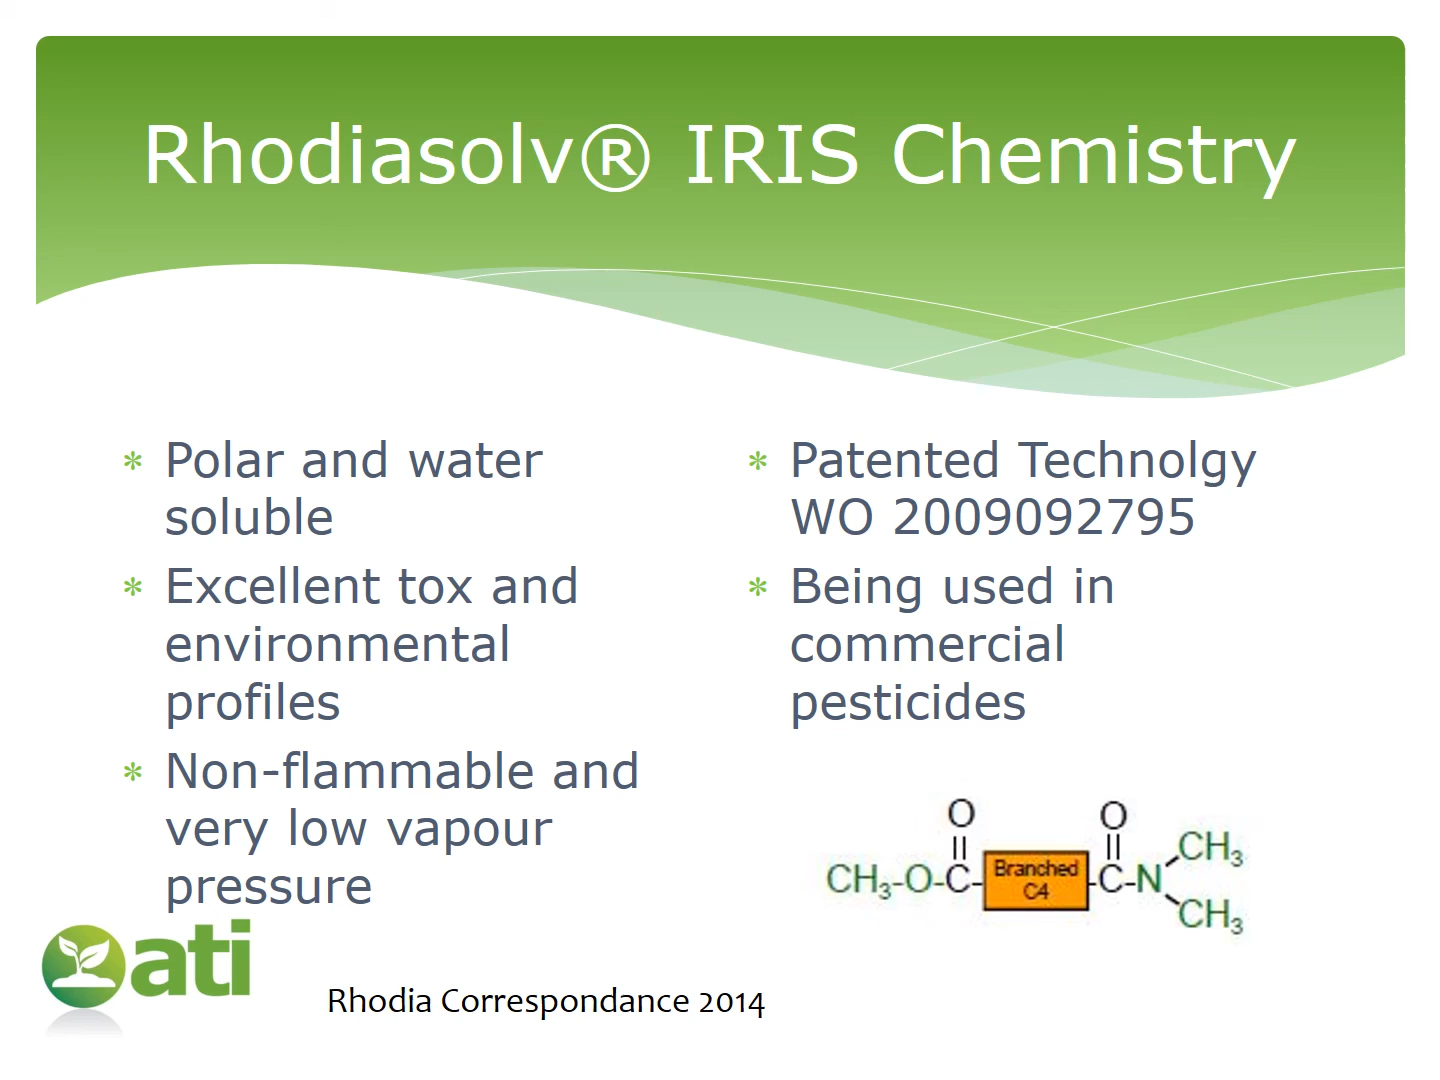 Rhodiasolv® IRIS Chemistry
* Polar and water
soluble
* Excellent tox and
environmental
profiles
* Non-flammable and
very low vapour
pressure
* Patented Technolgy
WO 2009092795
* Being used in
commercial
pesticides
O O
CH3-O-C-Branched C4-C-N
CH3
CH3
ati
Rhodia Correspondance 2014